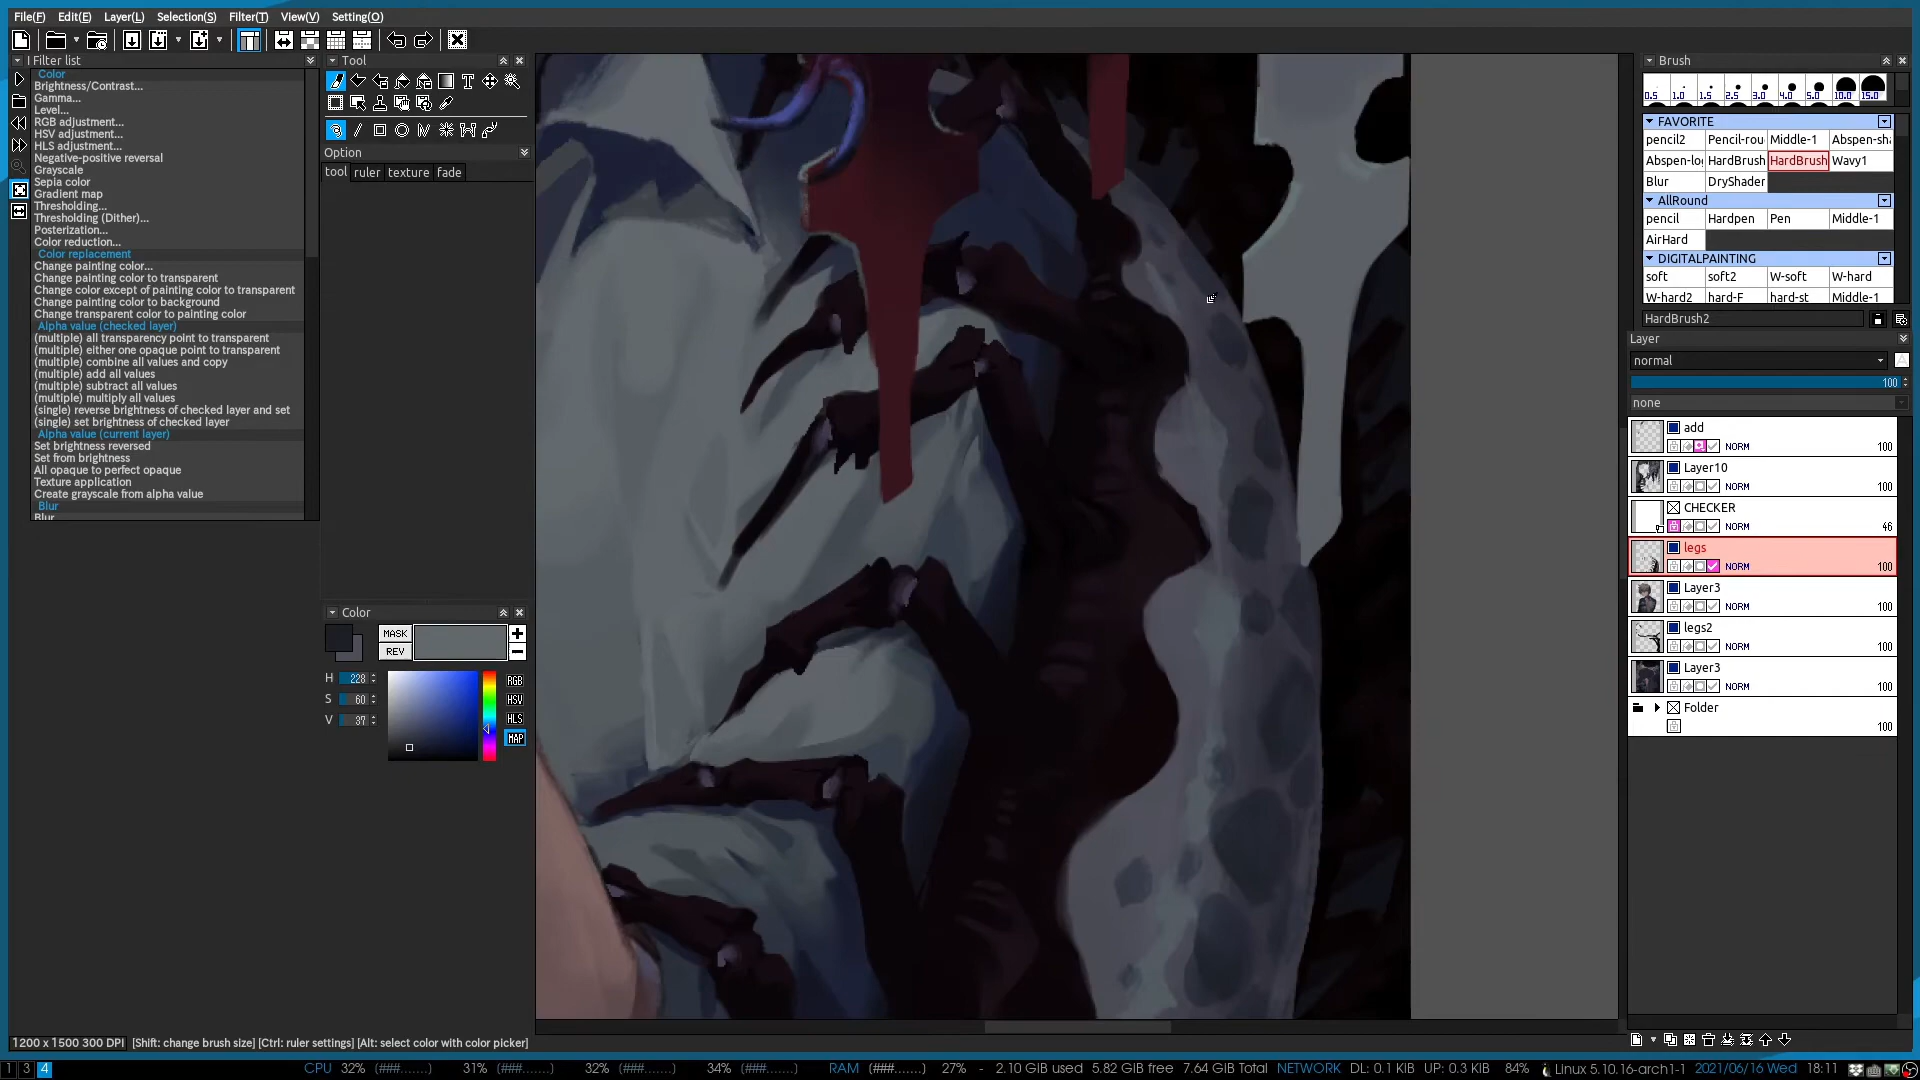 File(F) Edit(E) Layer(L) Selection(S) Filter(T) View(V) Setting(O)
Filter list
Color
Brightness/Contrast...
Gamma...
Level...
RGB adjustment...
HSV adjustment...
HLS adjustment...
Negative-positive reversal
Grayscale
Sepia color
Gradient map
Thresholding...
Thresholding (Dither)...
Posterization...
Color reduction...
Color replacement
Change painting color...
Change painting color to transparent
Change color except of painting color to transparent
Change painting color to background
Change transparent color to painting color
Alpha value (checked layer)
(multiple) all transparency point to transparent
(multiple) either one opaque point to transparent
(multiple) combine all values and copy
(multiple) add all values
(multiple) subtract all values
(multiple) multiply all values
(single) reverse brightness of checked layer and set
(single) set brightness of checked layer
Alpha value (current layer)
Set brightness reversed
Set from brightness
All opaque to perfect opaque
Texture application
Create grayscale from alpha value
Blur
Blur
Tool
Option
tool ruler texture fade
Color
MASK
REV
H 228
S 60
V 37
RGB
HSV
HLS
MAP
Brush
0.5 1.0 1.5 2.5 3.0 4.0 5.0 10.0 15.0
FAVORITE
pencil2 Pencil-rou Middle-1 Abspen-sha
Abspen-lo HardBrush HardBrush Wavy1
Blur DryShader
AllRound
pencil Hardpen Pen Middle-1
AirHard
DIGITALPAINTING
soft soft2 W-soft W-hard
W-hard2 hard-F hard-st Middle-1
HardBrush2
Layer
normal
100
none
add
NORM 100
Layer10
NORM 100
CHECKER
NORM 46
legs
NORM 100
Layer3
NORM 100
legs2
NORM 100
Layer3
NORM 100
Folder
100
1200 x 1500 300 DPI [Shift: change brush size] [Ctrl: ruler settings] [Alt: select color with color picker]
1 3 4 CPU 32% (###.......) 31% (###.......) 32% (###.......) 34% (###.......) RAM (###.......) 27% - 2.10 GIB used 5.82 GIB free 7.64 GIB Total NETWORK DL: 0.1 KIB UP: 0.3 KIB 84% Linux 5.10.16-arch1-1 2021/06/16 Wed 18:11